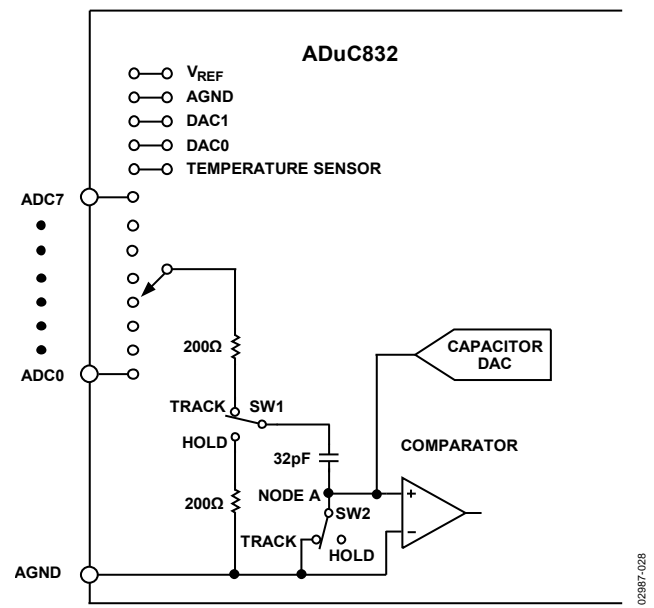 ADuC832
VREF
AGND
DAC1
DAC0
TEMPERATURE SENSOR
ADC7
ADC0
200Ω
CAPACITOR
DAC
TRACK
SW1
HOLD
COMPARATOR
32pF
NODE A
+
200Ω
SW2
–
TRACK
HOLD
AGND
02987-028